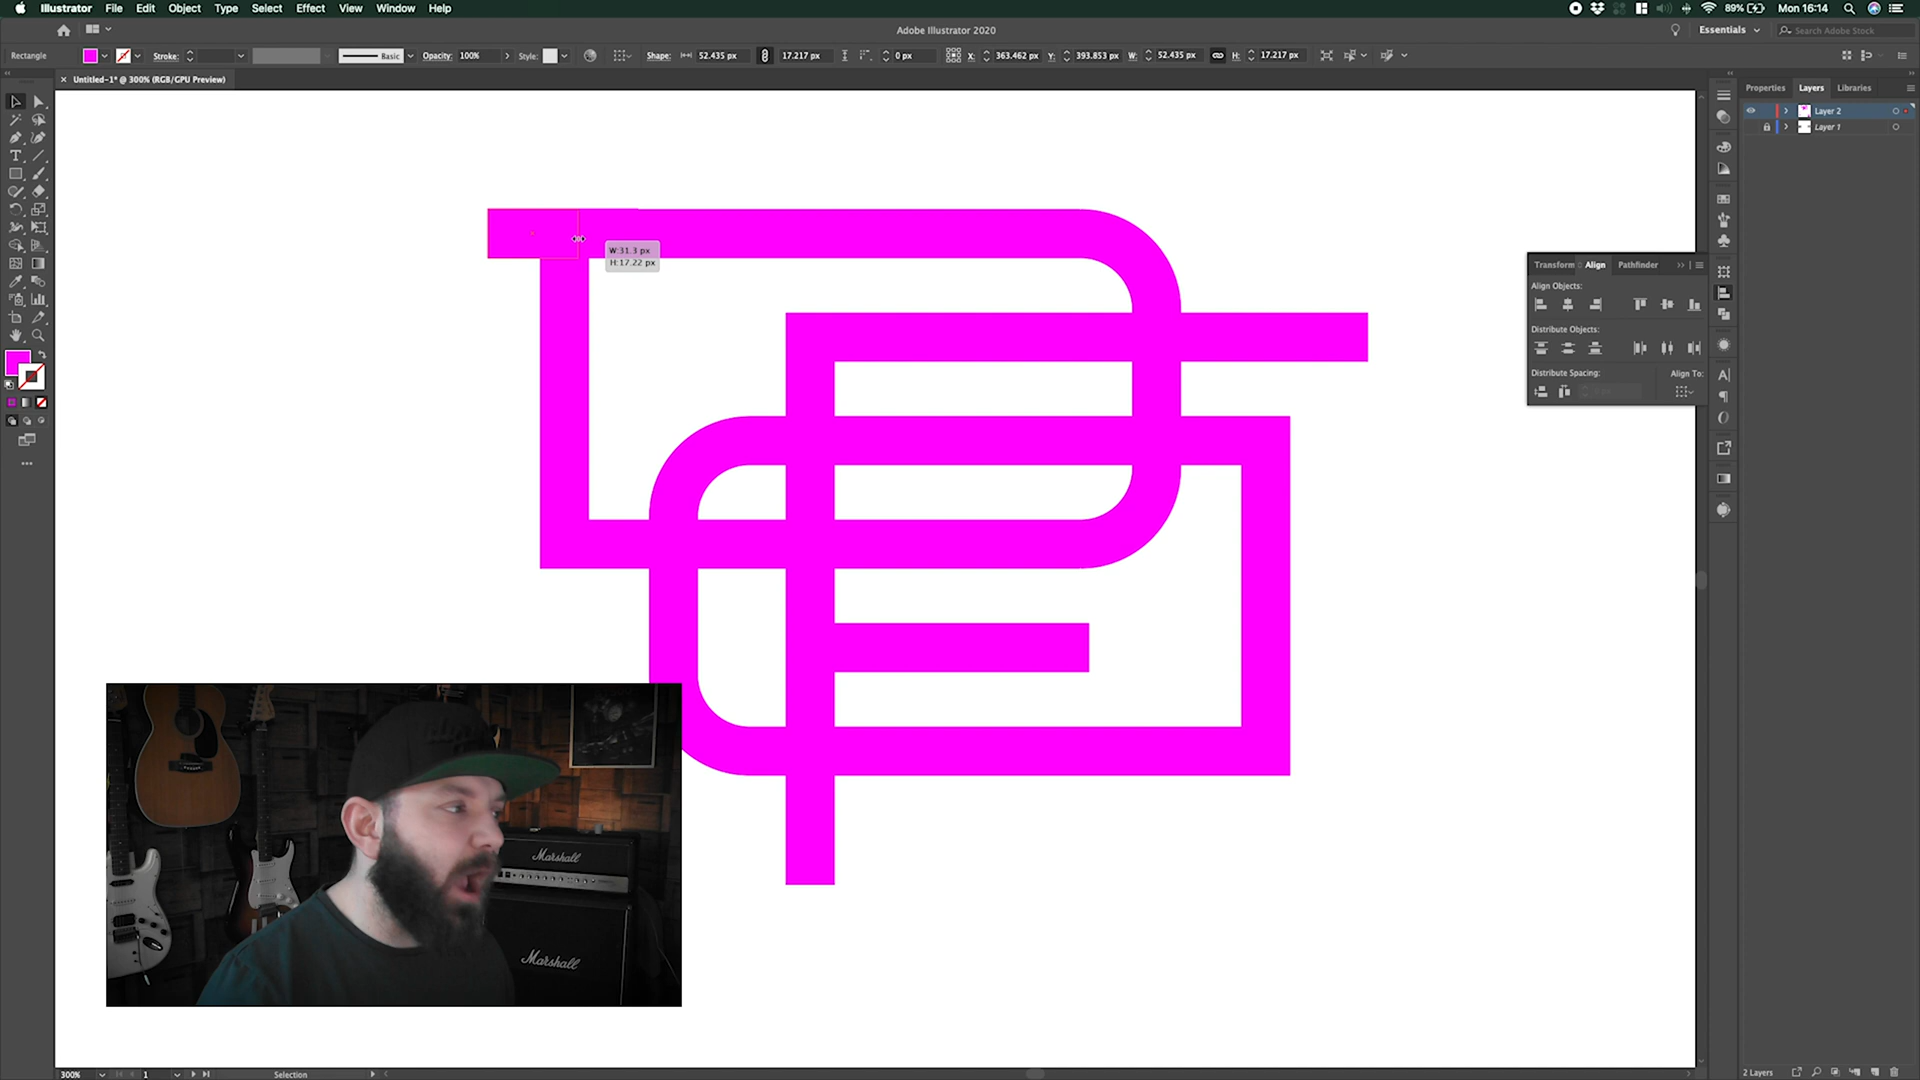 Illustrator File Edit Object Type Select Effect View Window Help
89% Mon 16:14
Adobe Illustrator 2020
Essentials
Search Adobe Stock
Rectangle
Stroke:
Basic
Opacity: 100%
Style:
Shape: 52.435 px
17.217 px
0 px
X: 363.462 px
Y: 393.853 px
W: 52.435 px
H: 17.217 px
× Untitled-1* @ 300% (RGB/GPU Preview)
Properties Layers Libraries
Layer 2
Layer 1
W:31.3 px
H:17.22 px
Transform Align Pathfinder
Align Objects:
Distribute Objects:
Distribute Spacing:
Align To:
Marshall
Marshall
300%
1
Selection
2 Layers